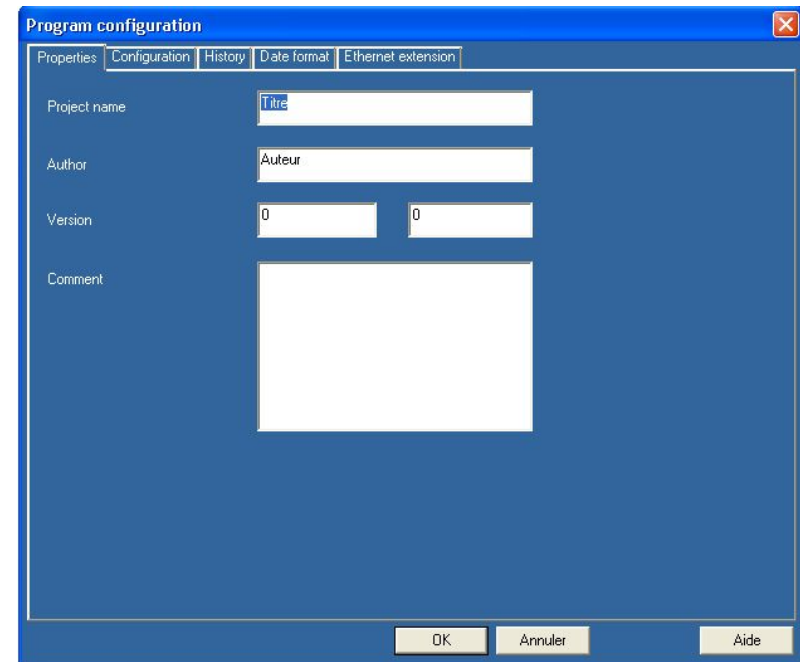 Program configuration
Properties Configuration History Date format Ethernet extension
Project name Titre
Author Auteur
Version 0 0
Comment
OK Annuler Aide